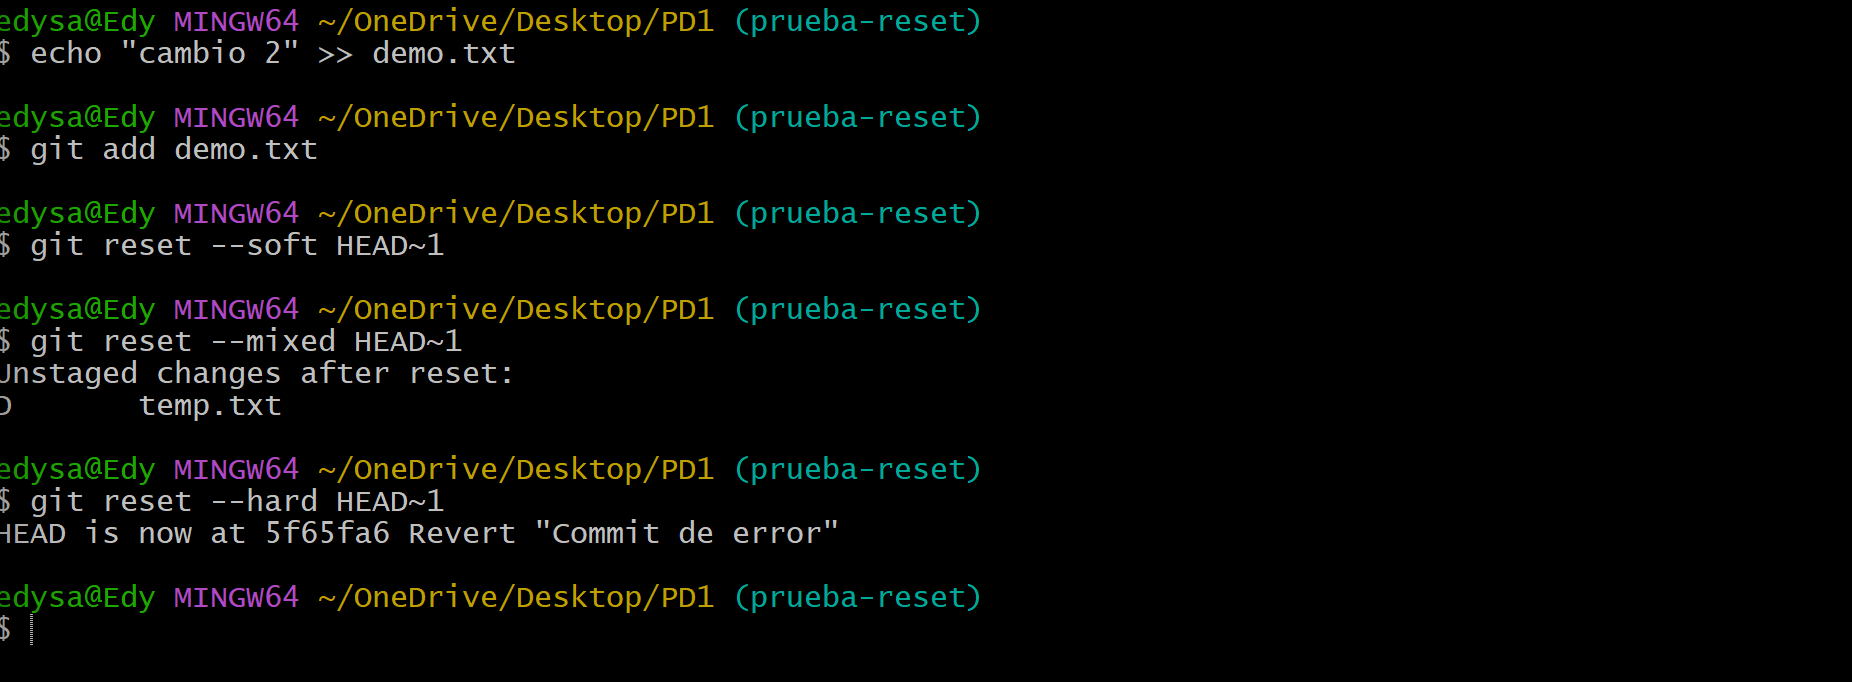 edysa@Edy MINGW64 ~/OneDrive/Desktop/PD1 (prueba-reset)
$ echo "cambio 2" >> demo.txt
edysa@Edy MINGW64 ~/OneDrive/Desktop/PD1 (prueba-reset)
$ git add demo.txt
edysa@Edy MINGW64 ~/OneDrive/Desktop/PD1 (prueba-reset)
$ git reset --soft HEAD~1
edysa@Edy MINGW64 ~/OneDrive/Desktop/PD1 (prueba-reset)
$ git reset --mixed HEAD~1
Unstaged changes after reset:
D       temp.txt
edysa@Edy MINGW64 ~/OneDrive/Desktop/PD1 (prueba-reset)
$ git reset --hard HEAD~1
HEAD is now at 5f65fa6 Revert "Commit de error"
edysa@Edy MINGW64 ~/OneDrive/Desktop/PD1 (prueba-reset)
$